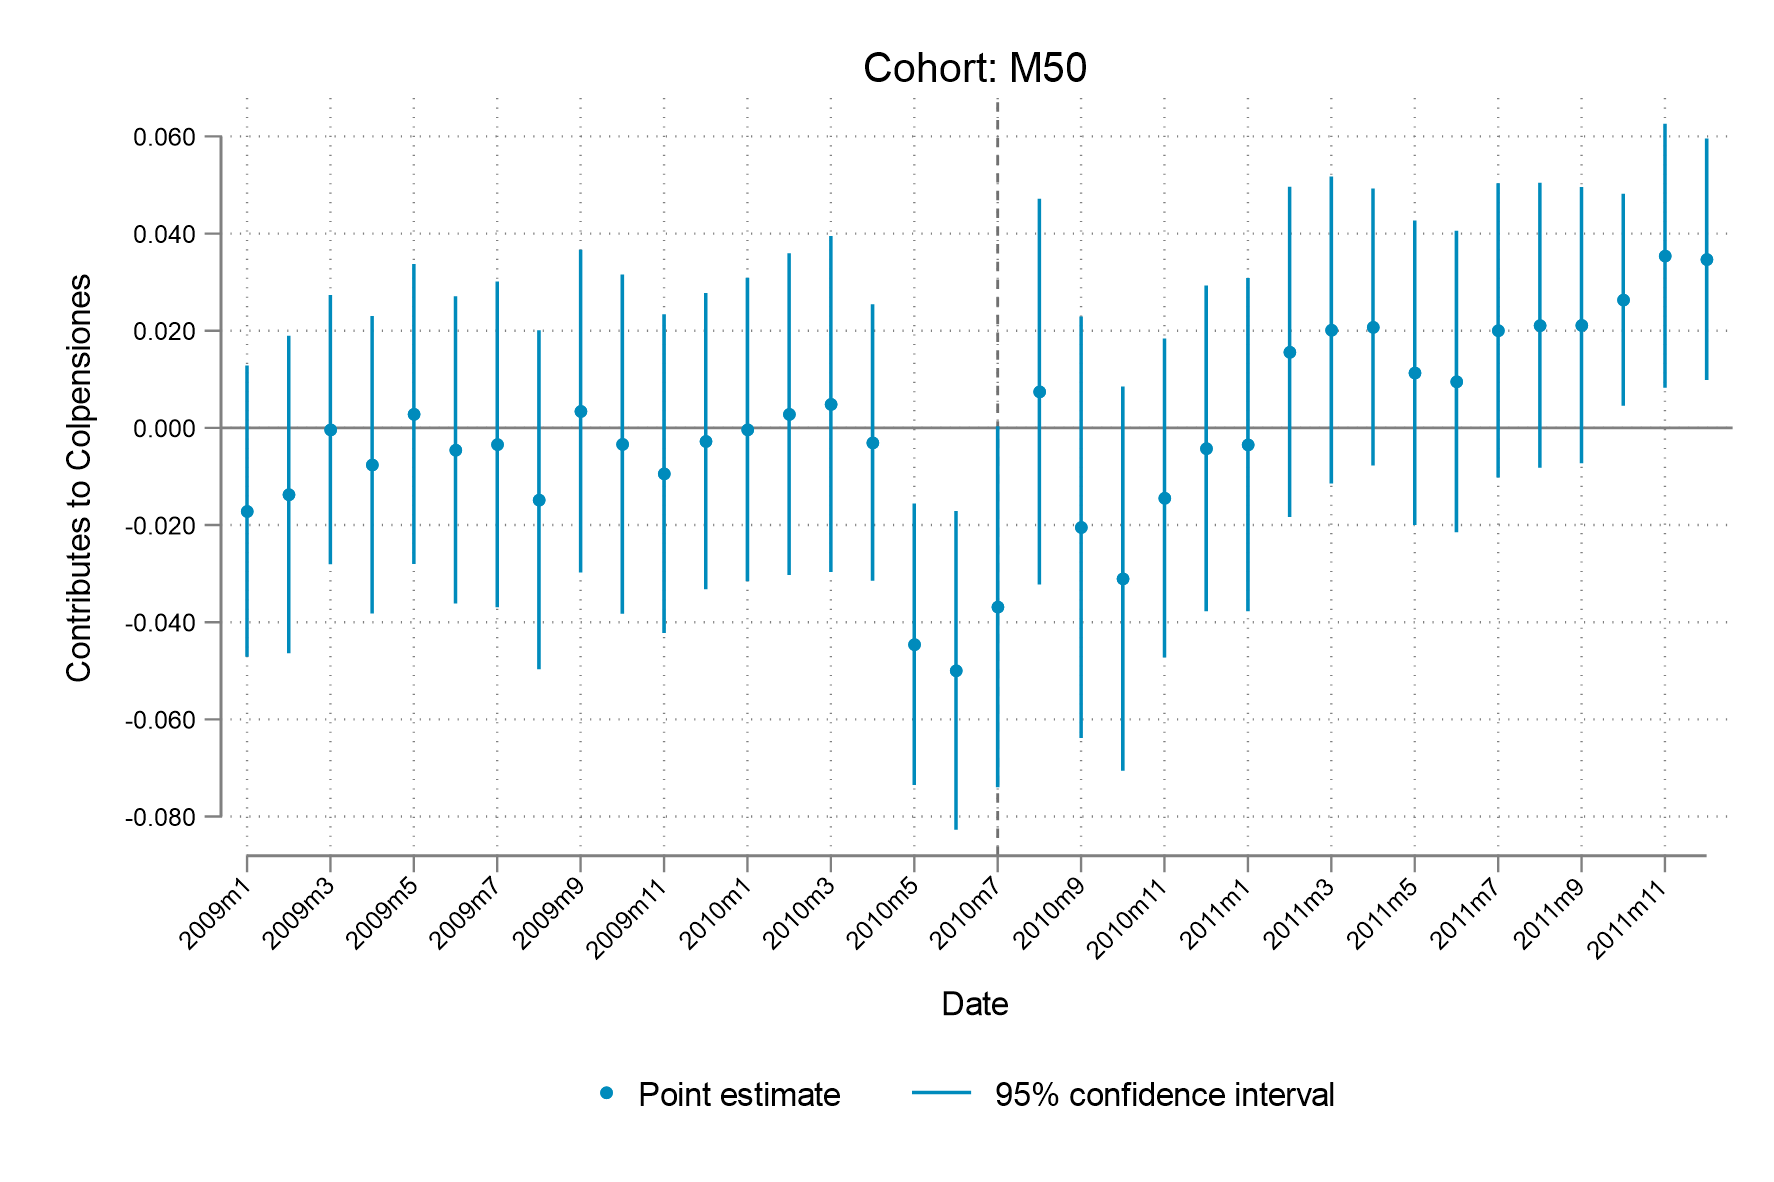 Cohort: M50
Contributes to Colpensiones
0.060
0.040
0.020
0.000
-0.020
-0.040
-0.060
-0.080
2009m1
2009m3
2009m5
2009m7
2009m9
2009m11
2010m1
2010m3
2010m5
2010m7
2010m9
2010m11
2011m1
2011m3
2011m5
2011m7
2011m9
2011m11
Date
Point estimate
95% confidence interval